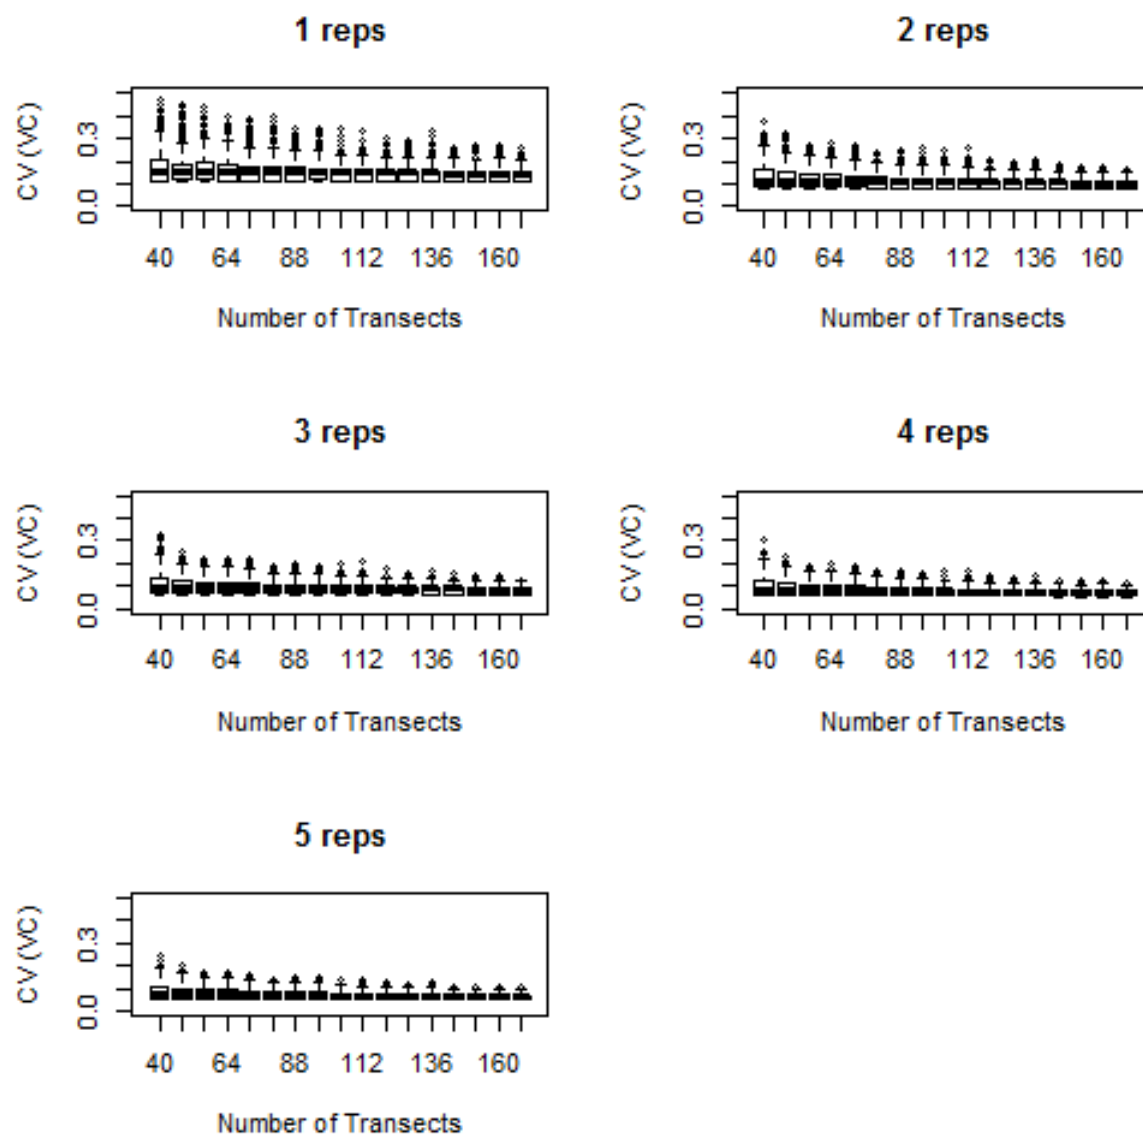 1 reps
CV (VC)
0.3
0.0
40 64 88 112 136 160
Number of Transects
2 reps
CV (VC)
0.3
0.0
40 64 88 112 136 160
Number of Transects
3 reps
CV (VC)
0.3
0.0
40 64 88 112 136 160
Number of Transects
4 reps
CV (VC)
0.3
0.0
40 64 88 112 136 160
Number of Transects
5 reps
CV (VC)
0.3
0.0
40 64 88 112 136 160
Number of Transects